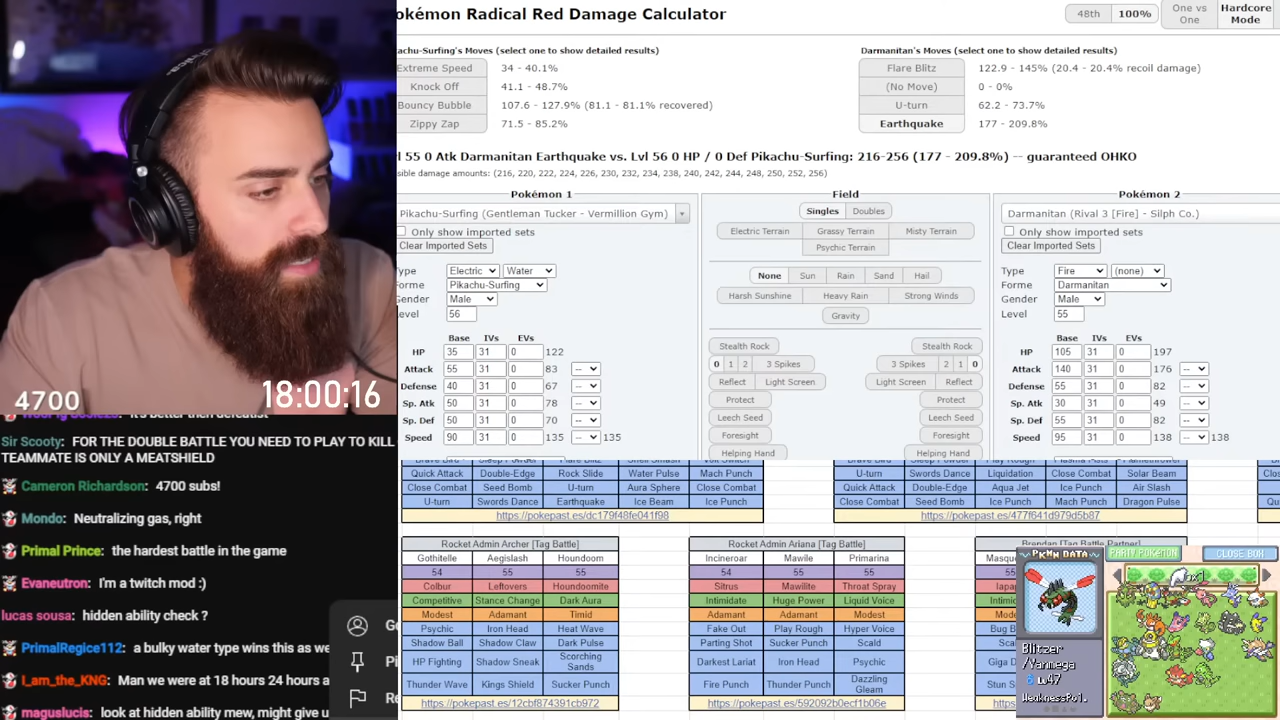 okémon Radical Red Damage Calculator
48th 100% One vs One Hardcore Mode
kachu-Surfing's Moves (select one to show detailed results)
Extreme Speed 34 - 40.1%
Knock Off 41.1 - 48.7%
Bouncy Bubble 107.6 - 127.9% (81.1 - 81.1% recovered)
Zippy Zap 71.5 - 85.2%
Darmanitan's Moves (select one to show detailed results)
Flare Blitz 122.9 - 145% (20.4 - 20.4% recoil damage)
(No Move) 0 - 0%
U-turn 62.2 - 73.7%
Earthquake 177 - 209.8%
l 55 0 Atk Darmanitan Earthquake vs. Lvl 56 0 HP / 0 Def Pikachu-Surfing: 216-256 (177 - 209.8%) -- guaranteed OHKO
sible damage amounts: (216, 220, 222, 224, 226, 230, 232, 234, 238, 240, 242, 244, 248, 250, 252, 256)
Pokémon 1
Pikachu-Surfing (Gentleman Tucker - Vermillion Gym)
Only show imported sets
Clear Imported Sets
Type Electric Water
Forme Pikachu-Surfing
Gender Male
Level 56
Base IVs EVs
HP 35 31 0 122
Attack 55 31 0 83 --
Defense 40 31 0 67 --
Sp. Atk 50 31 0 78 --
Sp. Def 50 31 0 70 --
Speed 90 31 0 135 -- 135
Field
Singles Doubles
Electric Terrain Grassy Terrain Misty Terrain
Psychic Terrain
None Sun Rain Sand Hail
Harsh Sunshine Heavy Rain Strong Winds
Gravity
Stealth Rock Stealth Rock
0 1 2 3 Spikes 3 Spikes 2 1 0
Reflect Light Screen Light Screen Reflect
Protect Protect
Leech Seed Leech Seed
Foresight Foresight
Helping Hand Helping Hand
Pokémon 2
Darmanitan (Rival 3 [Fire] - Silph Co.)
Only show imported sets
Clear Imported Sets
Type Fire (none)
Forme Darmanitan
Gender Male
Level 55
Base IVs EVs
HP 105 31 0 197
Attack 140 31 0 176 --
Defense 55 31 0 82 --
Sp. Atk 30 31 0 49 --
Sp. Def 55 31 0 82 --
Speed 95 31 0 138 -- 138
4700 18:00:16
Sir Scooty: FOR THE DOUBLE BATTLE YOU NEED TO PLAY TO KILL
TEAMMATE IS ONLY A MEATSHIELD
Cameron Richardson: 4700 subs!
Mondo: Neutralizing gas, right
Primal Prince: the hardest battle in the game
Evaneutron: I'm a twitch mod :)
lucas sousa: hidden ability check ?
PrimalRegice112: a bulky water type wins this as we
I_am_the_KNG: Man we were at 18 hours 24 hours a
maguslucis: look at hidden ability mew, might give u
Go
Pi
Re
Quick Attack Double-Edge Rock Slide Water Pulse Mach Punch
Close Combat Seed Bomb U-turn Aura Sphere Close Combat
U-turn Swords Dance Earthquake Ice Beam Ice Punch
https://pokepast.es/dc179f48fe041f98
U-turn Swords Dance Liquidation Close Combat Solar Beam
Quick Attack Double-Edge Aqua Jet Ice Punch Air Slash
Close Combat Seed Bomb Ice Punch Mach Punch Dragon Pulse
https://pokepast.es/477f641d979d5b87
Rocket Admin Archer [Tag Battle]
Gothitelle Aegislash Houndoom
54 55 55
Colbur Leftovers Houndoomite
Competitive Stance Change Dark Aura
Modest Adamant Timid
Psychic Iron Head Heat Wave
Shadow Ball Shadow Claw Dark Pulse
HP Fighting Shadow Sneak Scorching Sands
Thunder Wave Kings Shield Sucker Punch
https://pokepast.es/12cbf874391cb972
Rocket Admin Ariana [Tag Battle]
Incineroar Mawile Primarina
54 55 55
Sitrus Mawilite Throat Spray
Intimidate Huge Power Liquid Voice
Adamant Adamant Modest
Fake Out Play Rough Hyper Voice
Parting Shot Sucker Punch Scald
Darkest Lariat Iron Head Psychic
Fire Punch Thunder Punch Dazzling Gleam
https://pokepast.es/592092b0ecf1b06e
Brendan [Tag Battle Partner]
Masqu
55
Iapap
Intimid
Mode
Bug B
Giga D
Stun S
https
PKMN DATA
PARTY POKéMON
CLOSE BOX
Blitzer
/Yanmega
Lv47
WeaknessPol.